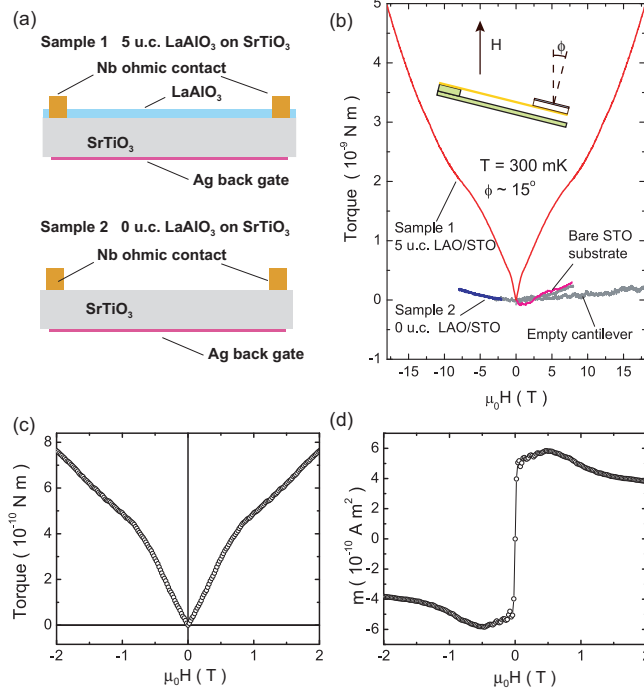 (a)
Sample 1 5 u.c. LaAlO₃ on SrTiO₃
Nb ohmic contact
LaAlO₃
SrTiO₃
Ag back gate
Sample 2 0 u.c. LaAlO₃ on SrTiO₃
Nb ohmic contact
SrTiO₃
Ag back gate
(b)
Torque ( 10⁻⁹ N m )
5
4
3
2
1
0
-1
H
ϕ
T = 300 mK
ϕ ~ 15°
Sample 1
5 u.c. LAO/STO
Bare STO
substrate
Sample 2
0 u.c. LAO/STO
Empty cantilever
-15 -10 -5 0 5 10 15
μ₀H ( T )
(c)
Torque ( 10⁻¹⁰ N m )
8
6
4
2
0
-2 -1 0 1 2
μ₀H ( T )
(d)
m ( 10⁻¹⁰ A m² )
6
4
2
0
-2
-4
-6
-2 -1 0 1 2
μ₀H ( T )